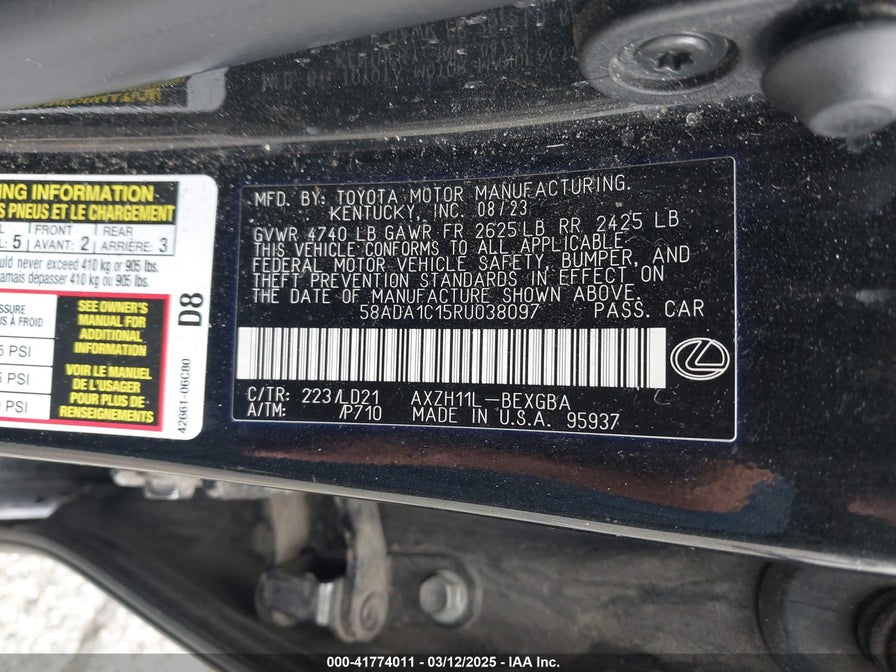 NG INFORMATION
S PNEUS ET LE CHARGEMENT
FRONT REAR
: 5 AVANT: 2 ARRIÈRE: 3
never exceed 410 kg or 905 lbs.
amais dépasser 410 kg ou 905 lbs.
SEE OWNER'S
MANUAL FOR
ADDITIONAL
INFORMATION
VOIR LE MANUEL
DE L'USAGER
POUR PLUS DE
RENSEIGNEMENTS
IS À FROID
5 PSI
5 PSI
PSI
D8
42661-06C80
MFD. BY: TOYOTA MOTOR MANUFACTURING.
KENTUCKY, INC. 08/23
GVWR 4740 LB GAWR FR 2625 LB RR 2425 LB
THIS VEHICLE CONFORMS TO ALL APPLICABLE
FEDERAL MOTOR VEHICLE SAFETY, BUMPER, AND
THEFT PREVENTION STANDARDS IN EFFECT ON
THE DATE OF MANUFACTURE SHOWN ABOVE.
58ADA1C15RU038097 PASS. CAR
C/TR: 223/LD21 AXZH11L-BEXGBA
A/TM: /P710 MADE IN U.S.A. 95937
000-41774011 — 03/12/2025 — IAA Inc.